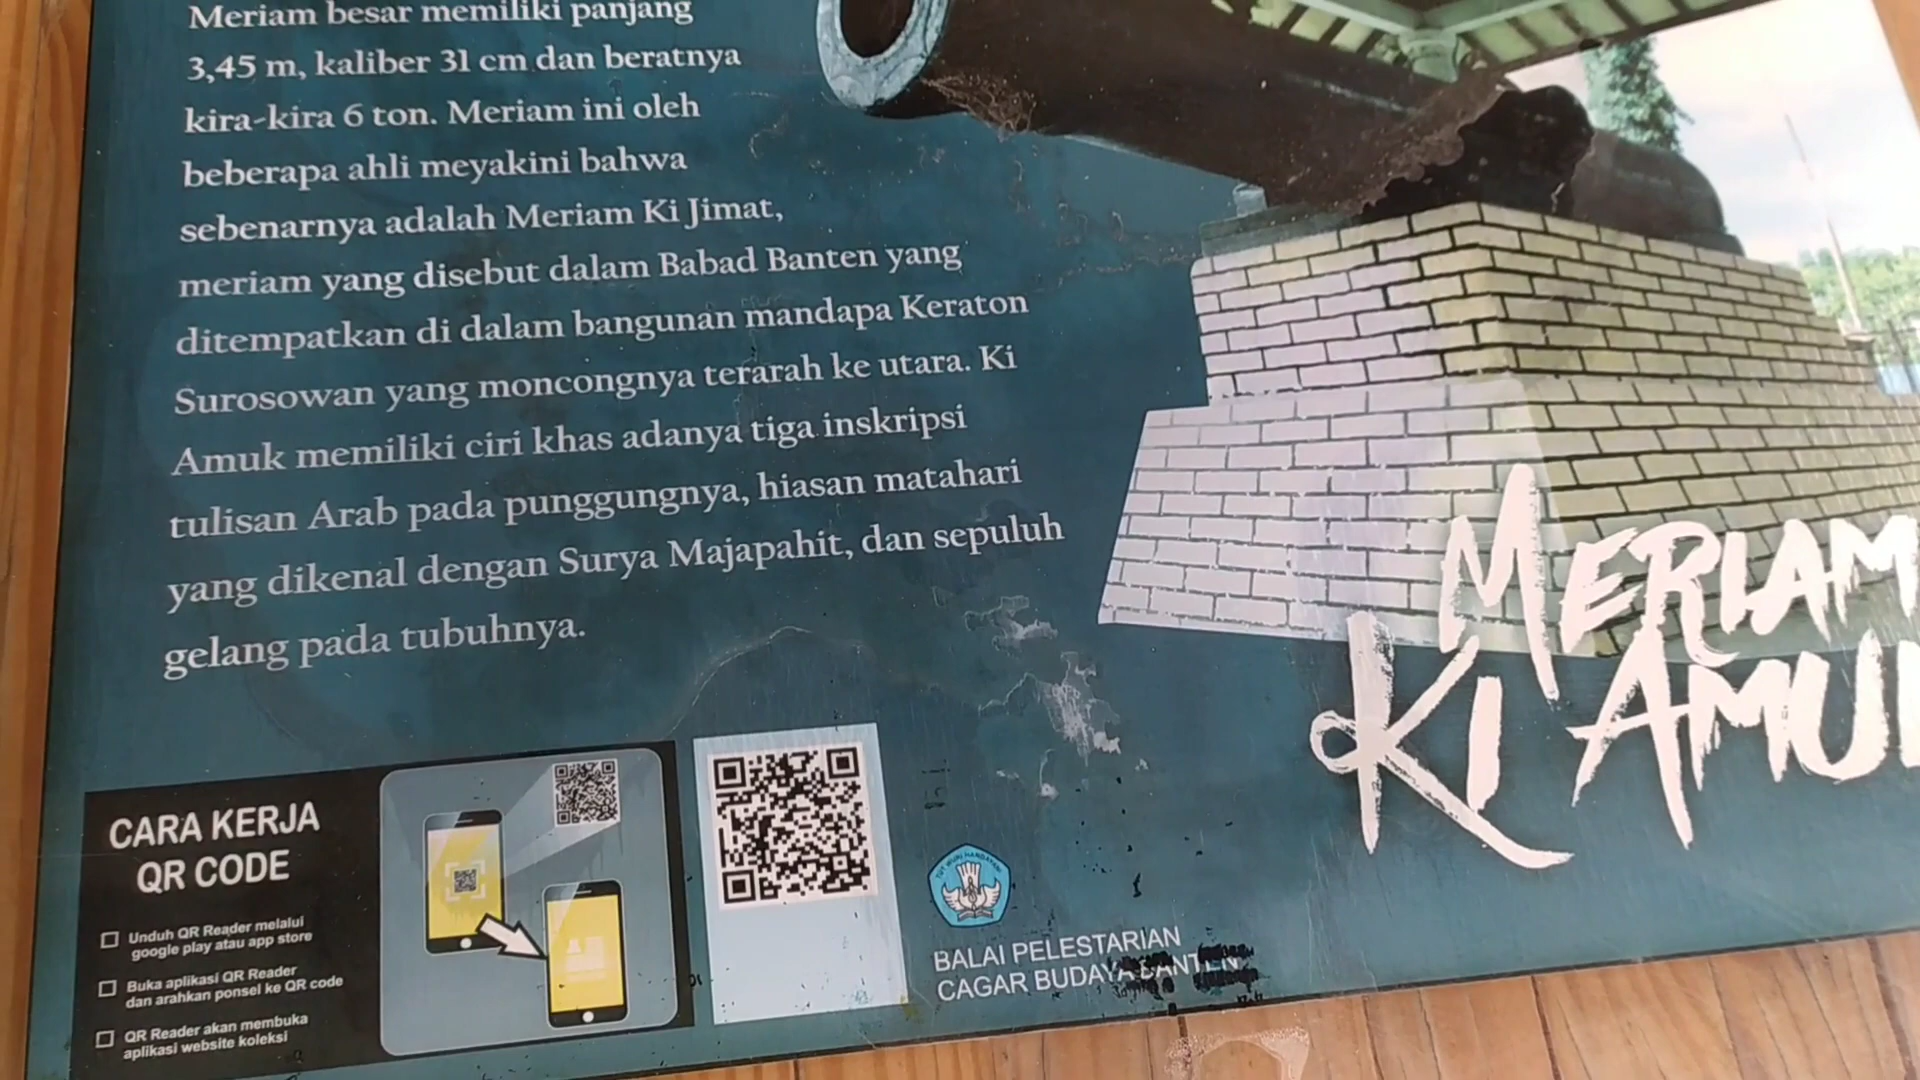 Meriam besar memiliki panjang
3,45 m, kaliber 31 cm dan beratnya
kira-kira 6 ton. Meriam ini oleh
beberapa ahli meyakini bahwa
sebenarnya adalah Meriam Ki Jimat,
meriam yang disebut dalam Babad Banten yang
ditempatkan di dalam bangunan mandapa Keraton
Surosowan yang moncongnya terarah ke utara. Ki
Amuk memiliki ciri khas adanya tiga inskripsi
tulisan Arab pada punggungnya, hiasan matahari
yang dikenal dengan Surya Majapahit, dan sepuluh
gelang pada tubuhnya.
MERIAM
KI AMUK
CARA KERJA
QR CODE
Unduh QR Reader melalui
google play atau app store
Buka aplikasi QR Reader
dan arahkan ponsel ke QR code
QR Reader akan membuka
aplikasi website koleksi
TUT WURI HANDAYANI
BALAI PELESTARIAN
CAGAR BUDAYA BANTEN